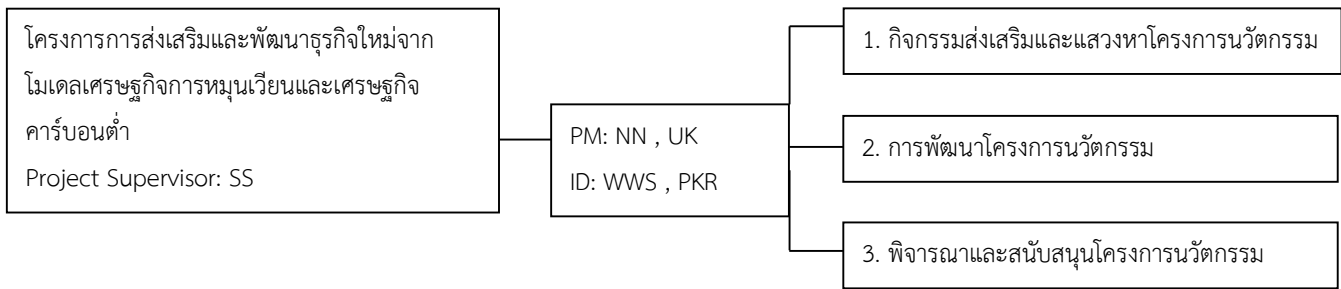 โครงการการส่งเสริมและพัฒนาธุรกิจใหม่จาก
โมเดลเศรษฐกิจการหมุนเวียนและเศรษฐกิจ
คาร์บอนต่ำ
Project Supervisor: SS
PM: NN , UK
ID: WWS , PKR
1. กิจกรรมส่งเสริมและแสวงหาโครงการนวัตกรรม
2. การพัฒนาโครงการนวัตกรรม
3. พิจารณาและสนับสนุนโครงการนวัตกรรม